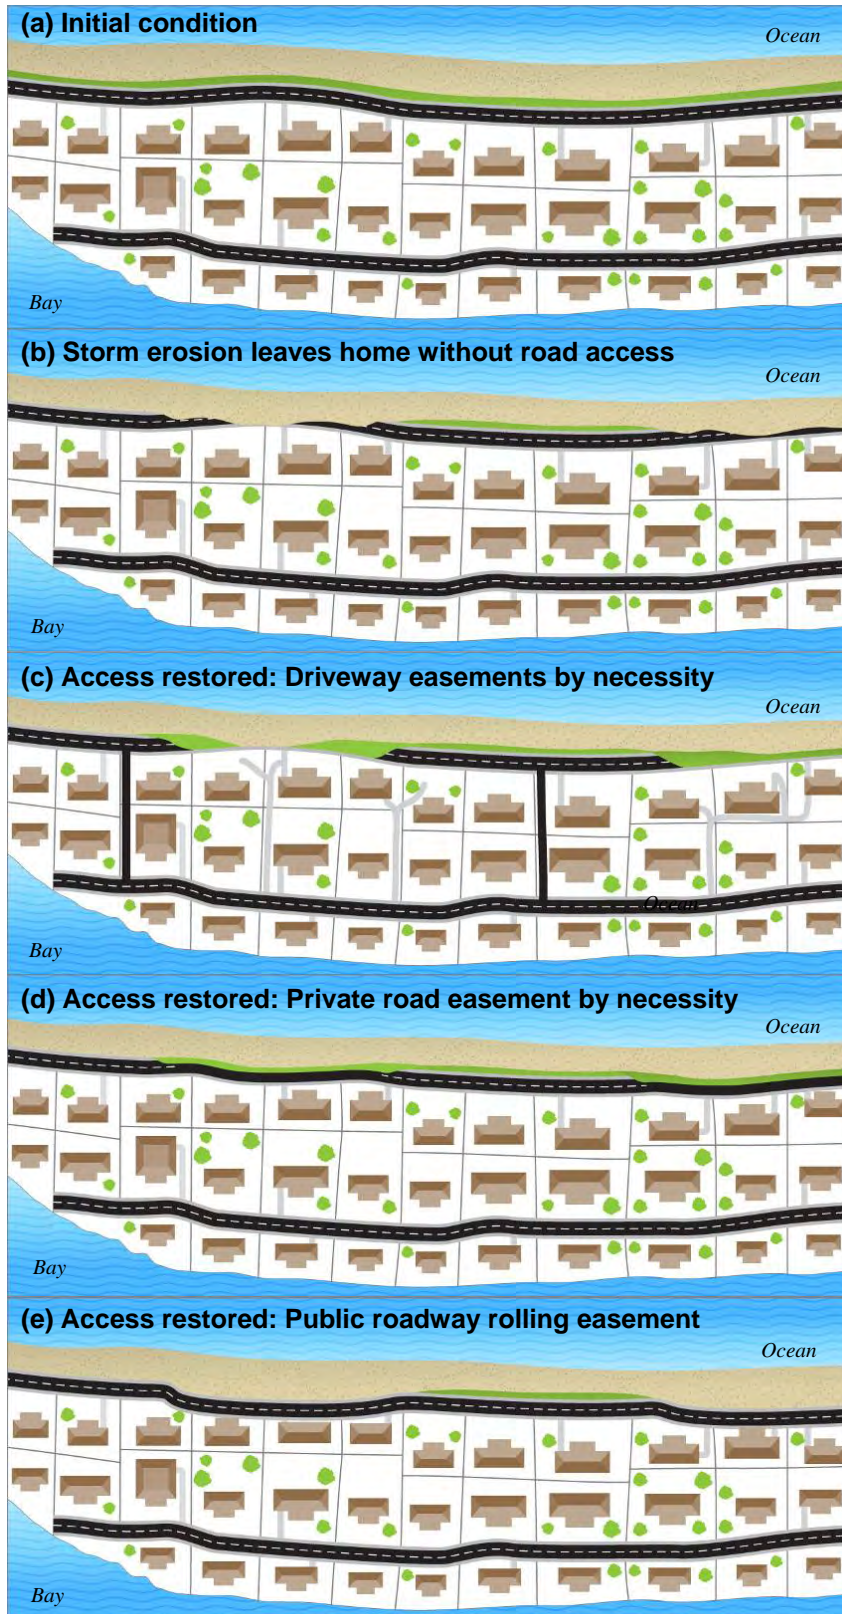 (a) Initial condition
Ocean
Bay
(b) Storm erosion leaves home without road access
Ocean
Bay
(c) Access restored: Driveway easements by necessity
Ocean
Ocean
Bay
(d) Access restored: Private road easement by necessity
Ocean
Bay
(e) Access restored: Public roadway rolling easement
Ocean
Bay